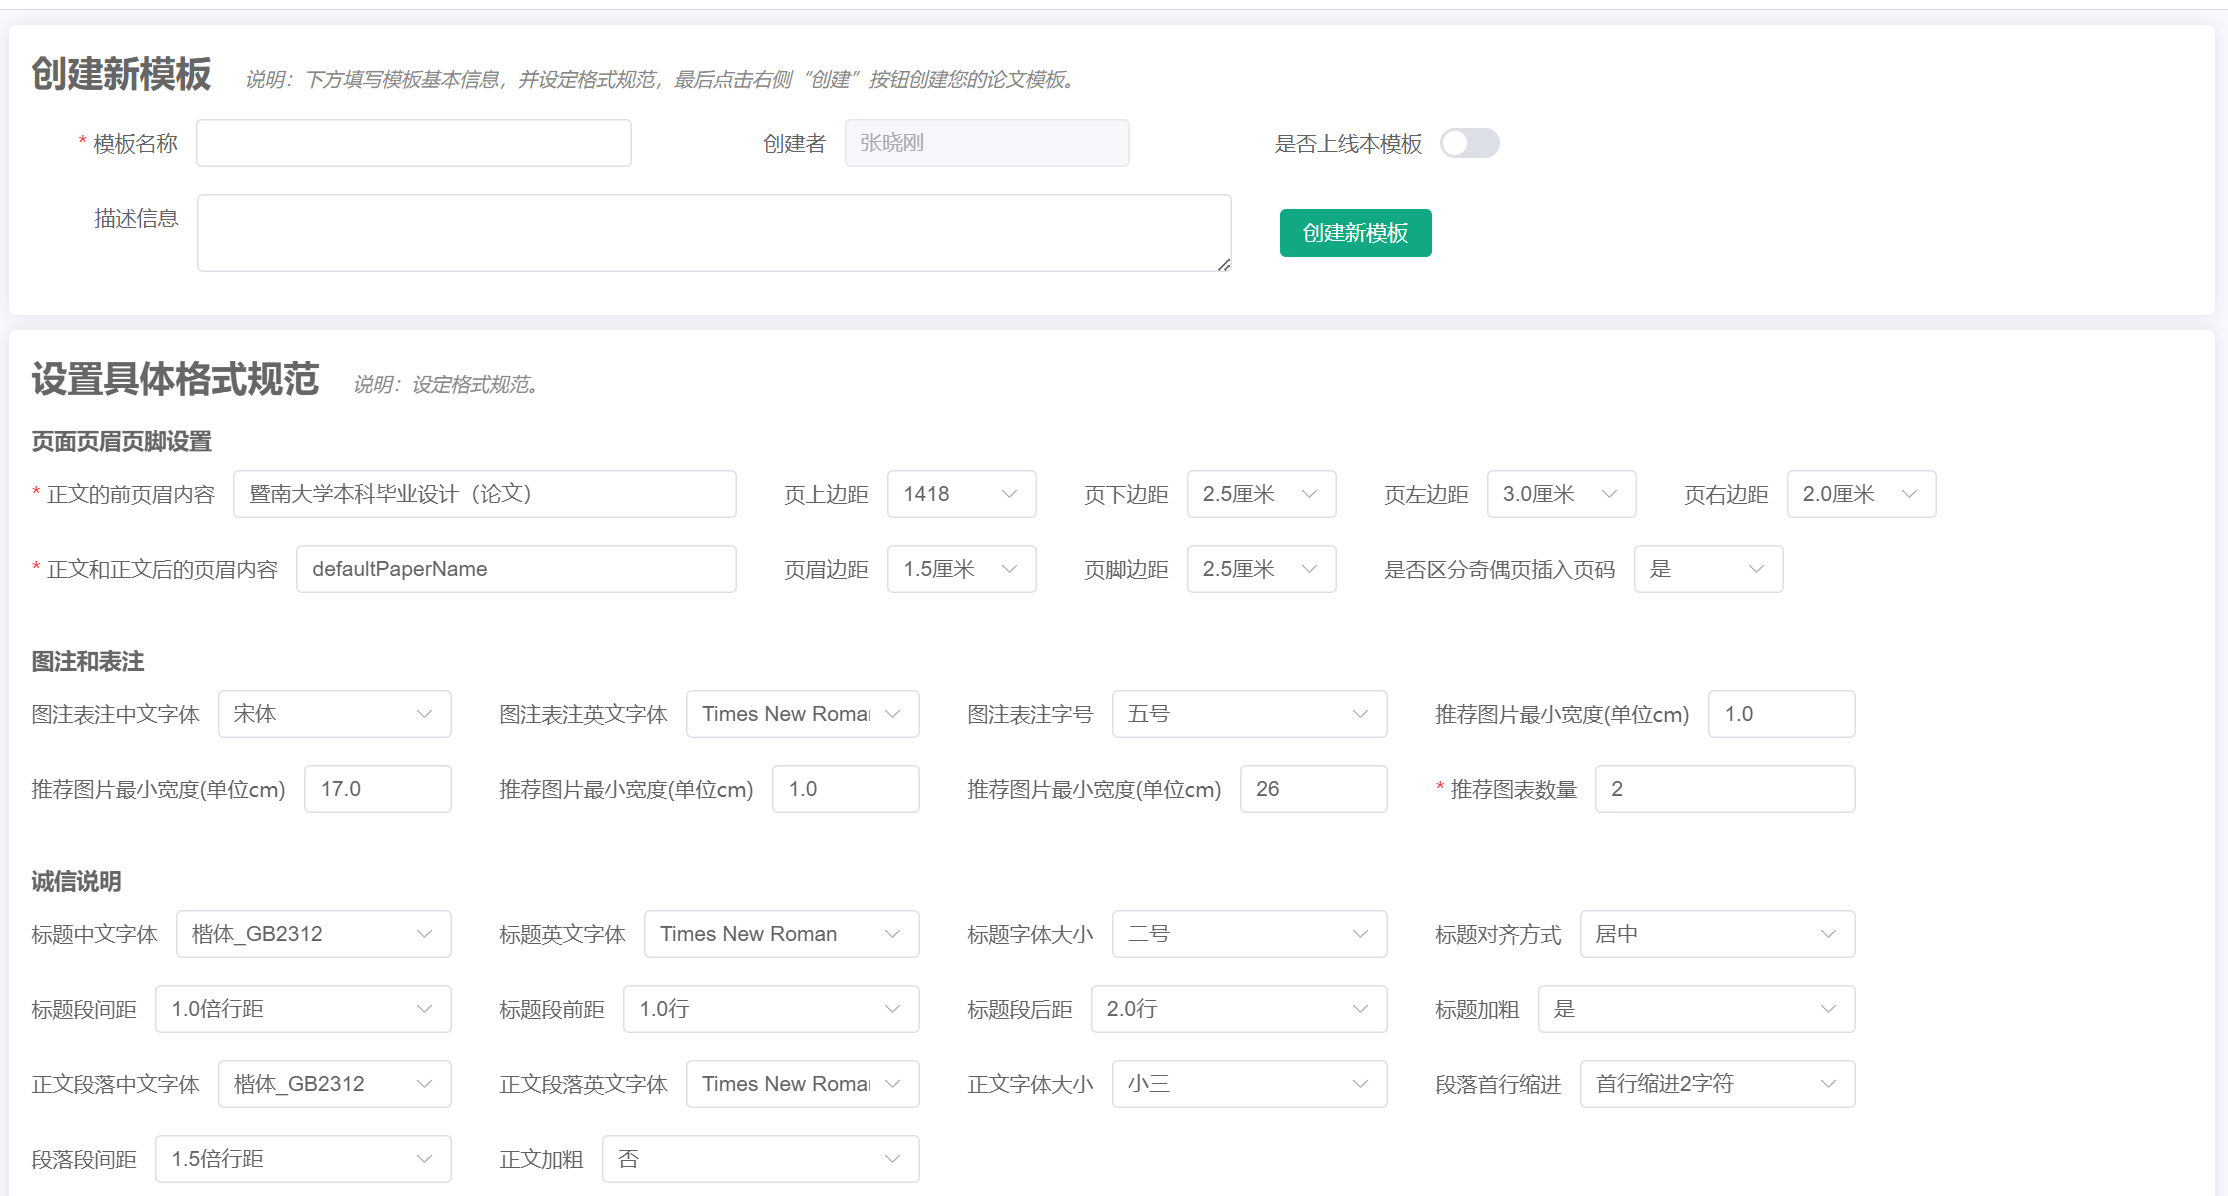 创建新模板 说明：下方填写模板基本信息，并设定格式规范，最后点击右侧“创建”按钮创建您的论文模板。
* 模板名称 创建者 张晓刚 是否上线本模板
描述信息 创建新模板
设置具体格式规范 说明：设定格式规范。
页面页眉页脚设置
* 正文的前页眉内容 暨南大学本科毕业设计（论文） 页上边距 1418 页下边距 2.5厘米 页左边距 3.0厘米 页右边距 2.0厘米
* 正文和正文后的页眉内容 defaultPaperName 页眉边距 1.5厘米 页脚边距 2.5厘米 是否区分奇偶页插入页码 是
图注和表注
图注表注中文字体 宋体 图注表注英文字体 Times New Roma 图注表注字号 五号 推荐图片最小宽度(单位cm) 1.0
推荐图片最小宽度(单位cm) 17.0 推荐图片最小宽度(单位cm) 1.0 推荐图片最小宽度(单位cm) 26 * 推荐图表数量 2
诚信说明
标题中文字体 楷体_GB2312 标题英文字体 Times New Roman 标题字体大小 二号 标题对齐方式 居中
标题段间距 1.0倍行距 标题段前距 1.0行 标题段后距 2.0行 标题加粗 是
正文段落中文字体 楷体_GB2312 正文段落英文字体 Times New Roma 正文字体大小 小三 段落首行缩进 首行缩进2字符
段落段间距 1.5倍行距 正文加粗 否